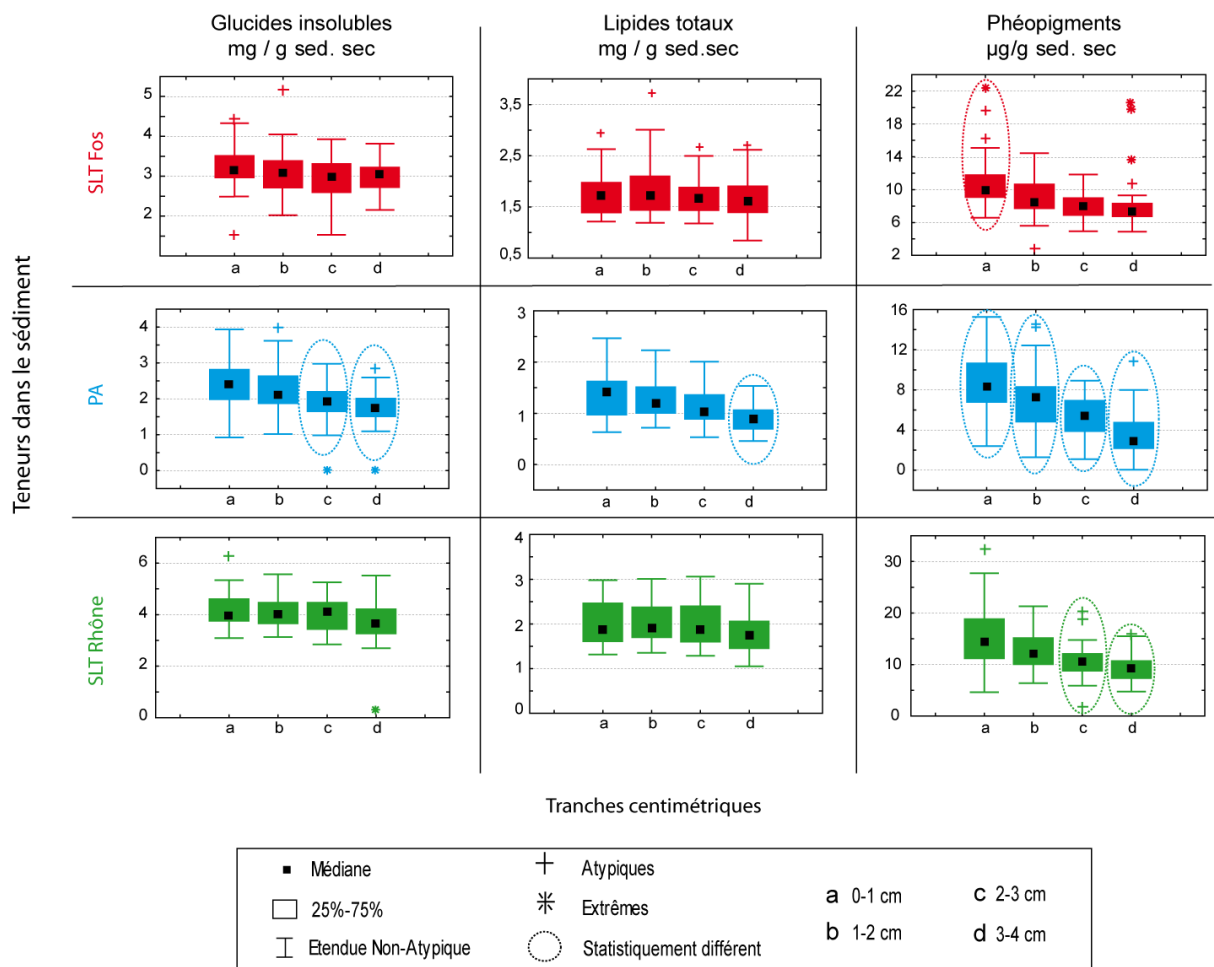 Glucides insolubles
mg / g sed. sec
Lipides totaux
mg / g sed.sec
Phéopigments
µg/g sed. sec
Teneurs dans le sédiment
SLT Fos
5
4
3
2
a b c d
3,5
2,5
1,5
0,5
a b c d
22
18
14
10
6
2
a b c d
PA
4
3
2
1
0
a b c d
3
2
1
0
a b c d
16
12
8
4
0
a b c d
SLT Rhône
6
4
2
0
a b c d
4
3
2
1
0
a b c d
30
20
10
0
a b c d
Tranches centimétriques
Médiane
25%-75%
Etendue Non-Atypique
Atypiques
Extrêmes
Statistiquement différent
a 0-1 cm
b 1-2 cm
c 2-3 cm
d 3-4 cm